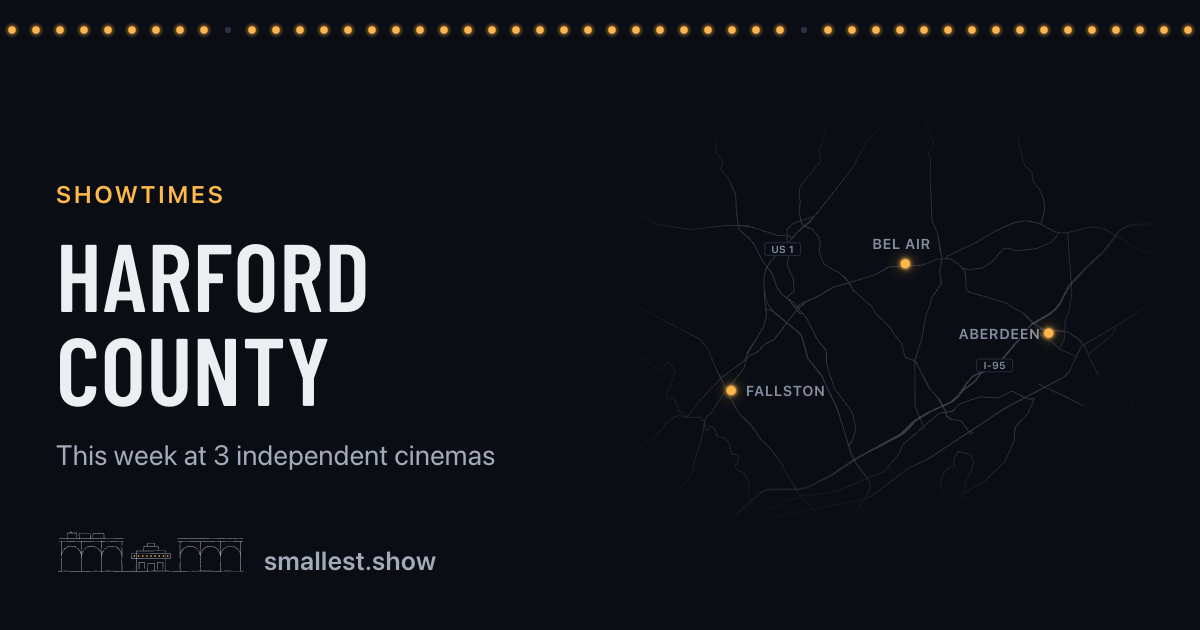 SHOWTIMES
HARFORD
COUNTY
This week at 3 independent cinemas
smallest.show
US 1
BEL AIR
ABERDEEN
I-95
FALLSTON